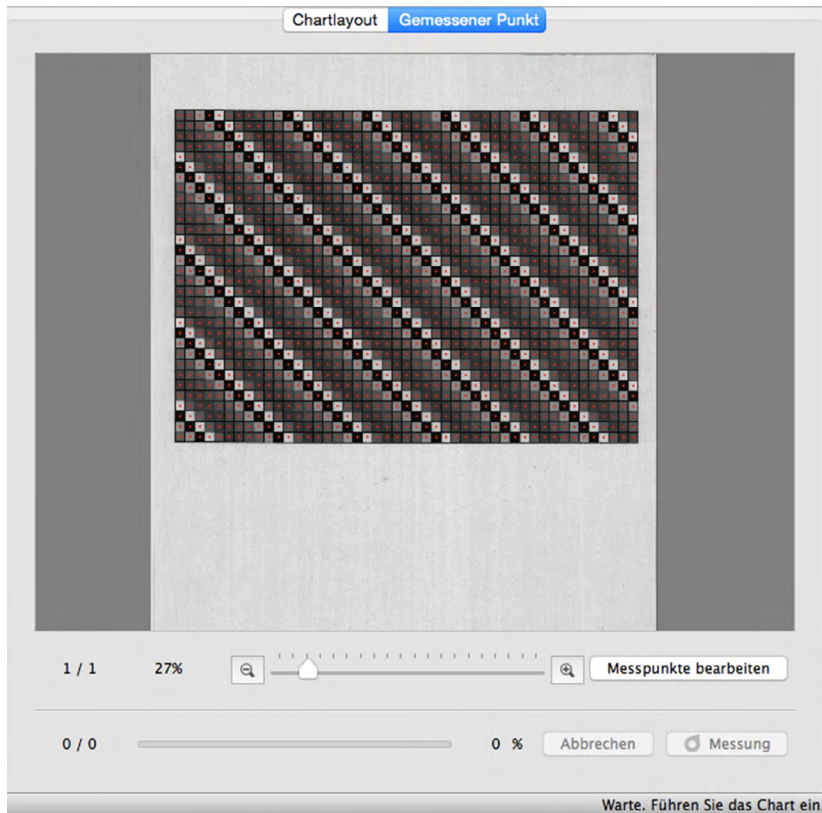 Chartlayout Gemessener Punkt
1 / 1 27% Messpunkte bearbeiten
0 / 0 0 % Abbrechen Messung
Warte. Führen Sie das Chart ein.